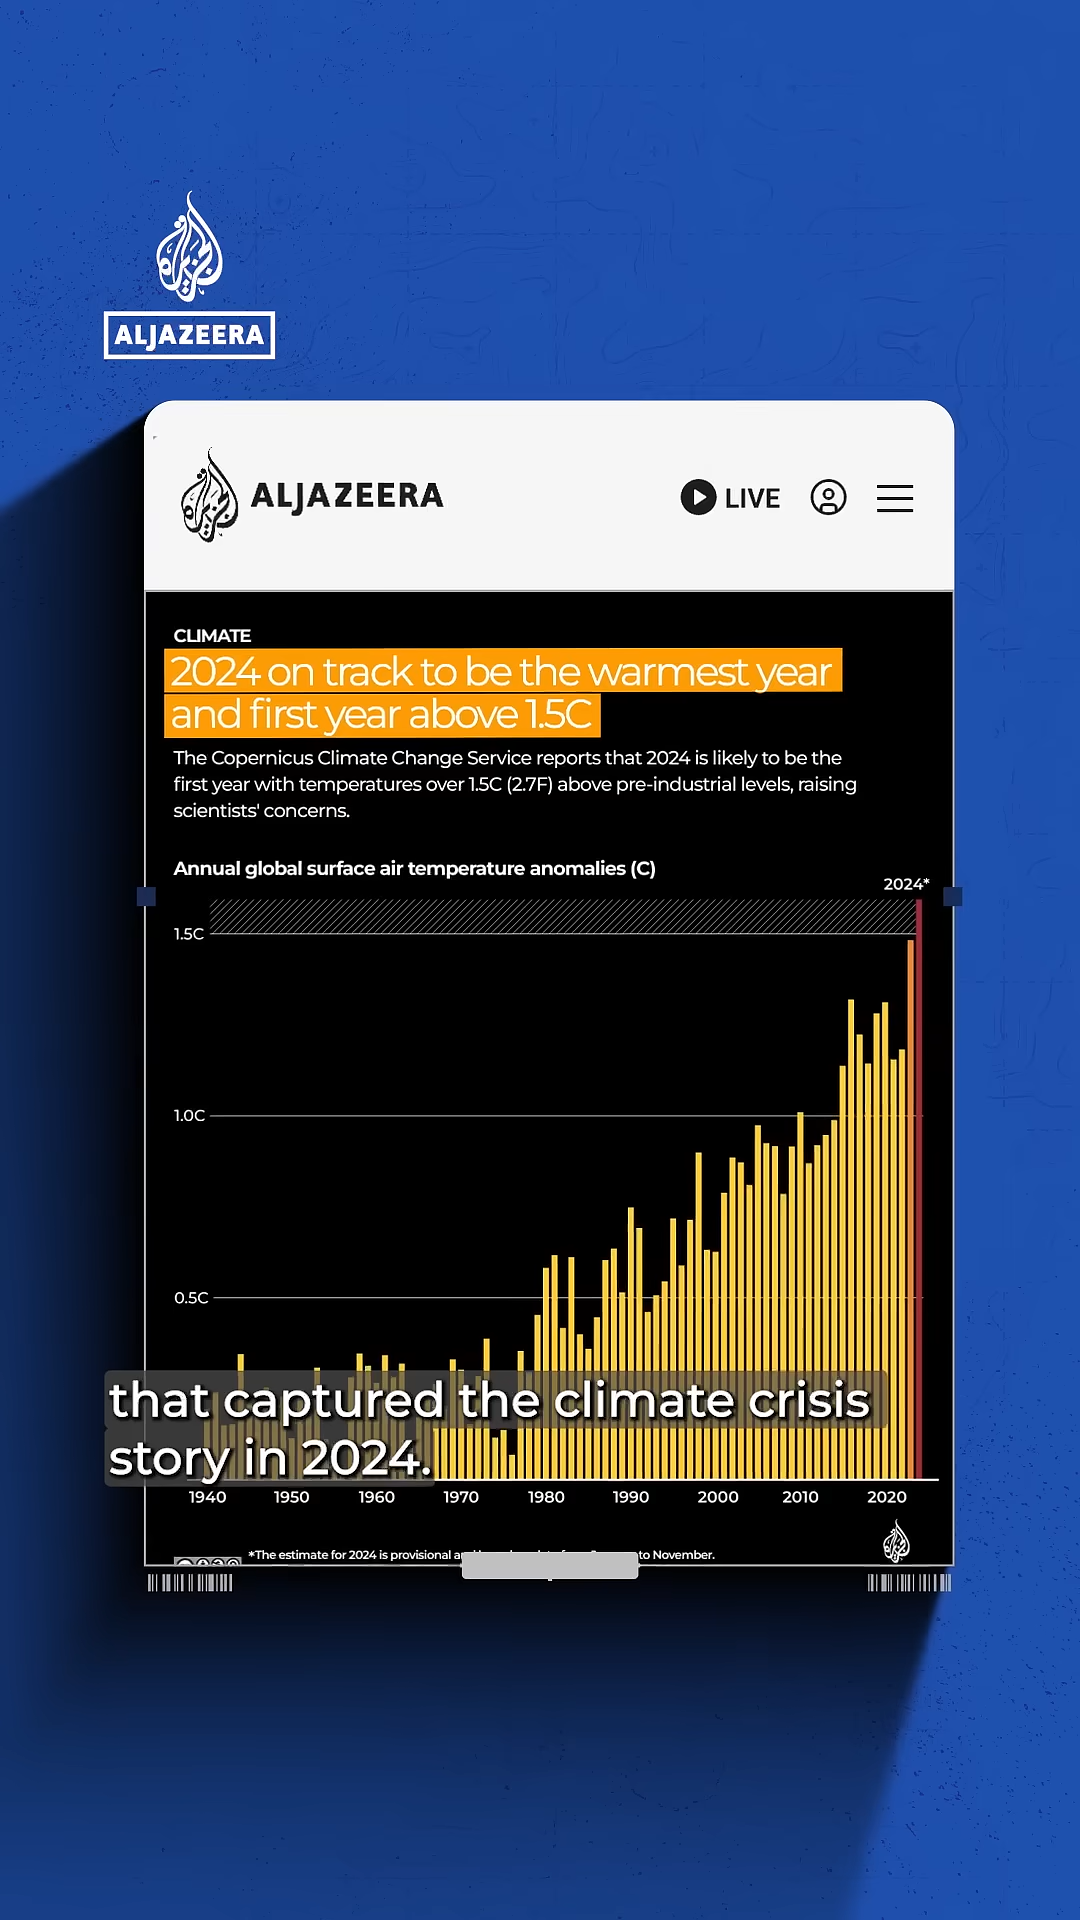 ALJAZEERA
ALJAZEERA
LIVE
CLIMATE
2024 on track to be the warmest year
and first year above 1.5C
The Copernicus Climate Change Service reports that 2024 is likely to be the
first year with temperatures over 1.5C (2.7F) above pre-industrial levels, raising
scientists' concerns.
Annual global surface air temperature anomalies (C)
2024*
1.5C
1.0C
0.5C
that captured the climate crisis
story in 2024.
1940 1950 1960 1970 1980 1990 2000 2010 2020
*The estimate for 2024 is provisional to November.